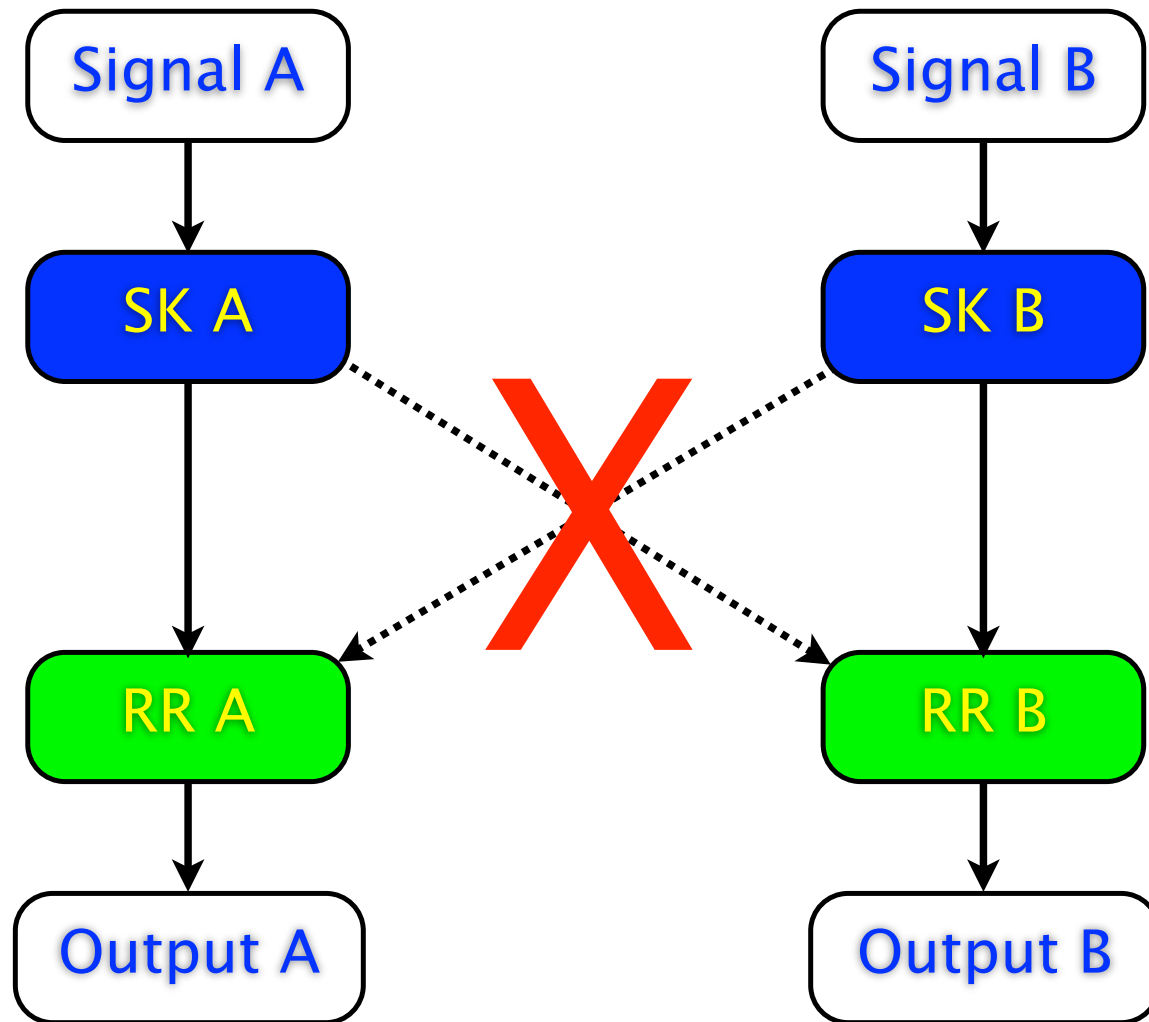 Signal A
Signal B
SK A
SK B
X
RR A
RR B
Output A
Output B